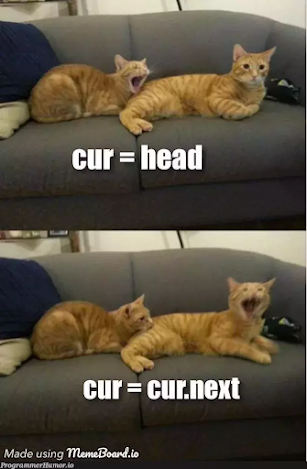 cur = head
cur = cur.next
Made using MemeBoard.io
ProgrammerHumor.io